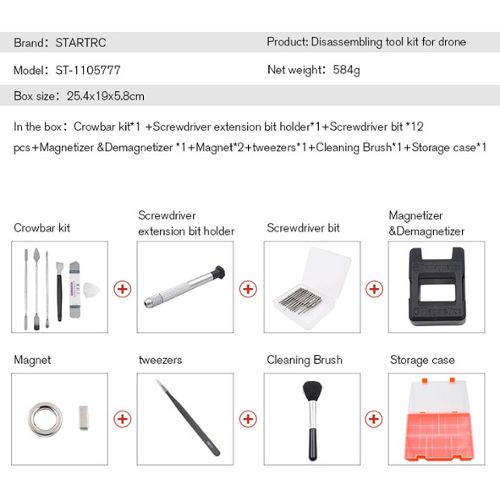 Brand: STARTRC
Product: Disassembling tool kit for drone
Model: ST-1105777
Net weight: 584g
Box size: 25.4x19x5.8cm
In the box: Crowbar kit*1 +Screwdriver extension bit holder*1+Screwdriver bit *12
pcs+Magnetizer &Demagnetizer *1+Magnet*2+tweezers*1+Cleaning Brush*1+Storage case*1
Crowbar kit
Screwdriver
extension bit holder
Screwdriver bit
Magnetizer
&Demagnetizer
Magnet
tweezers
Cleaning Brush
Storage case